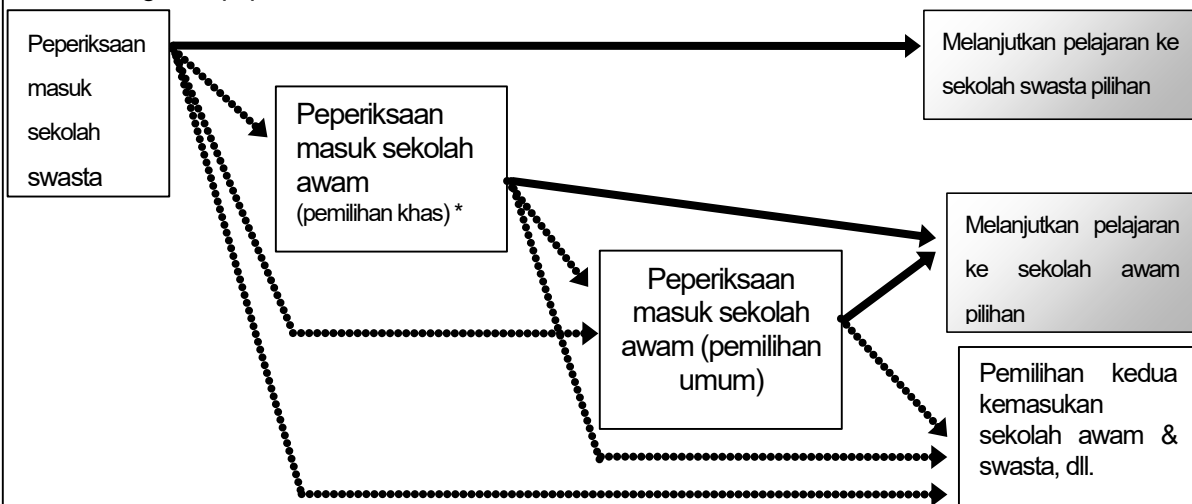 Peperiksaan
masuk
sekolah
swasta
Melanjutkan pelajaran ke
sekolah swasta pilihan
Peperiksaan
masuk sekolah
awam
(pemilihan khas) *
Melanjutkan pelajaran
ke sekolah awam
pilihan
Peperiksaan
masuk sekolah
awam (pemilihan
umum)
Pemilihan kedua
kemasukan
sekolah awam &
swasta, dll.